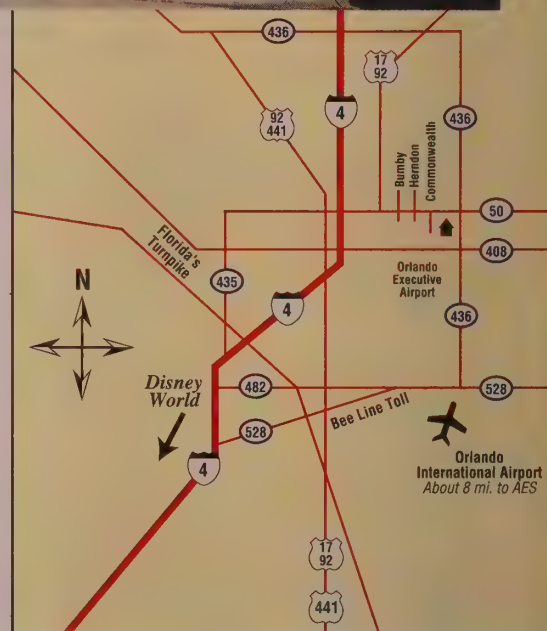 436
17
92
4
436
92
441
Bumby
Herndon
Commonwealth
50
Florida's
Turnpike
408
Orlando
Executive
Airport
435
4
436
N
Disney
World
482
528
528
Bee Line Toll
4
Orlando
International Airport
About 8 mi. to AES
17
92
441